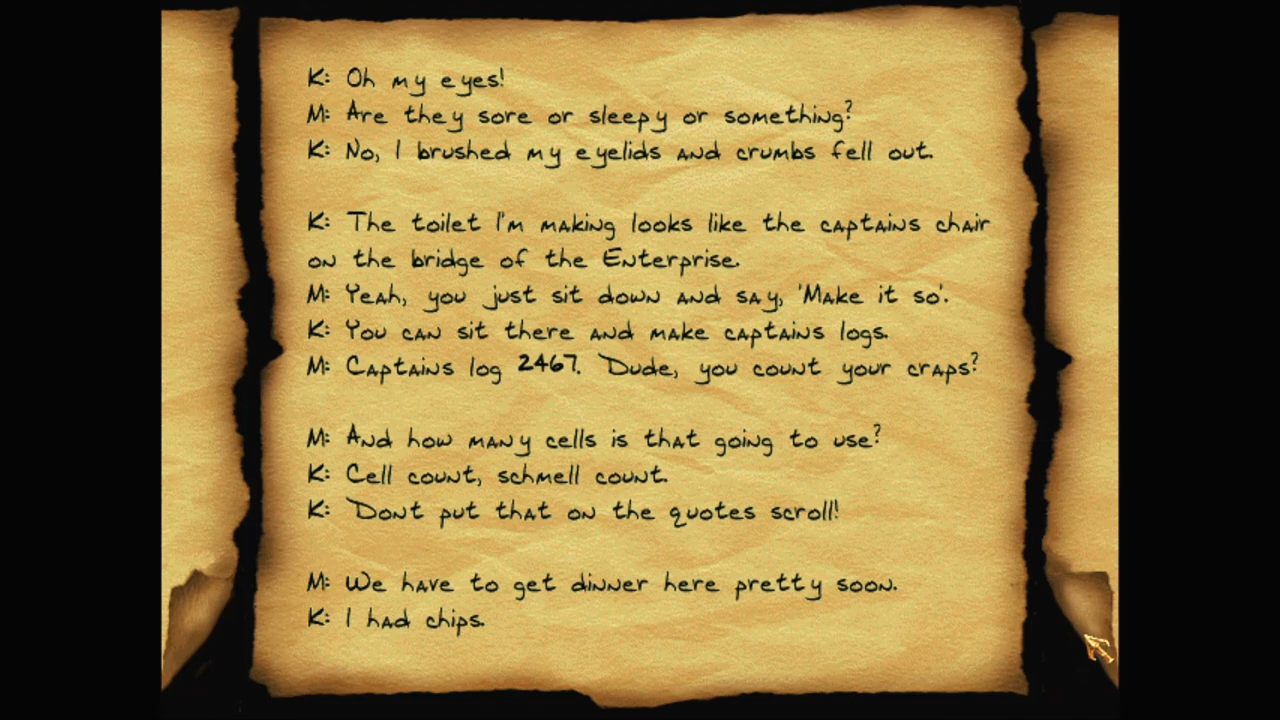 K: Oh my eyes!
M: Are they sore or sleepy or something?
K: No, I brushed my eyelids and crumbs fell out.
K: The toilet I'm making looks like the captains chair
on the bridge of the Enterprise.
M: Yeah, you just sit down and say, 'Make it so'.
K: You can sit there and make captains logs.
M: Captains log 2467. Dude, you count your craps?
M: And how many cells is that going to use?
K: Cell count, schmell count.
K: Dont put that on the quotes scroll!
M: We have to get dinner here pretty soon.
K: I had chips.